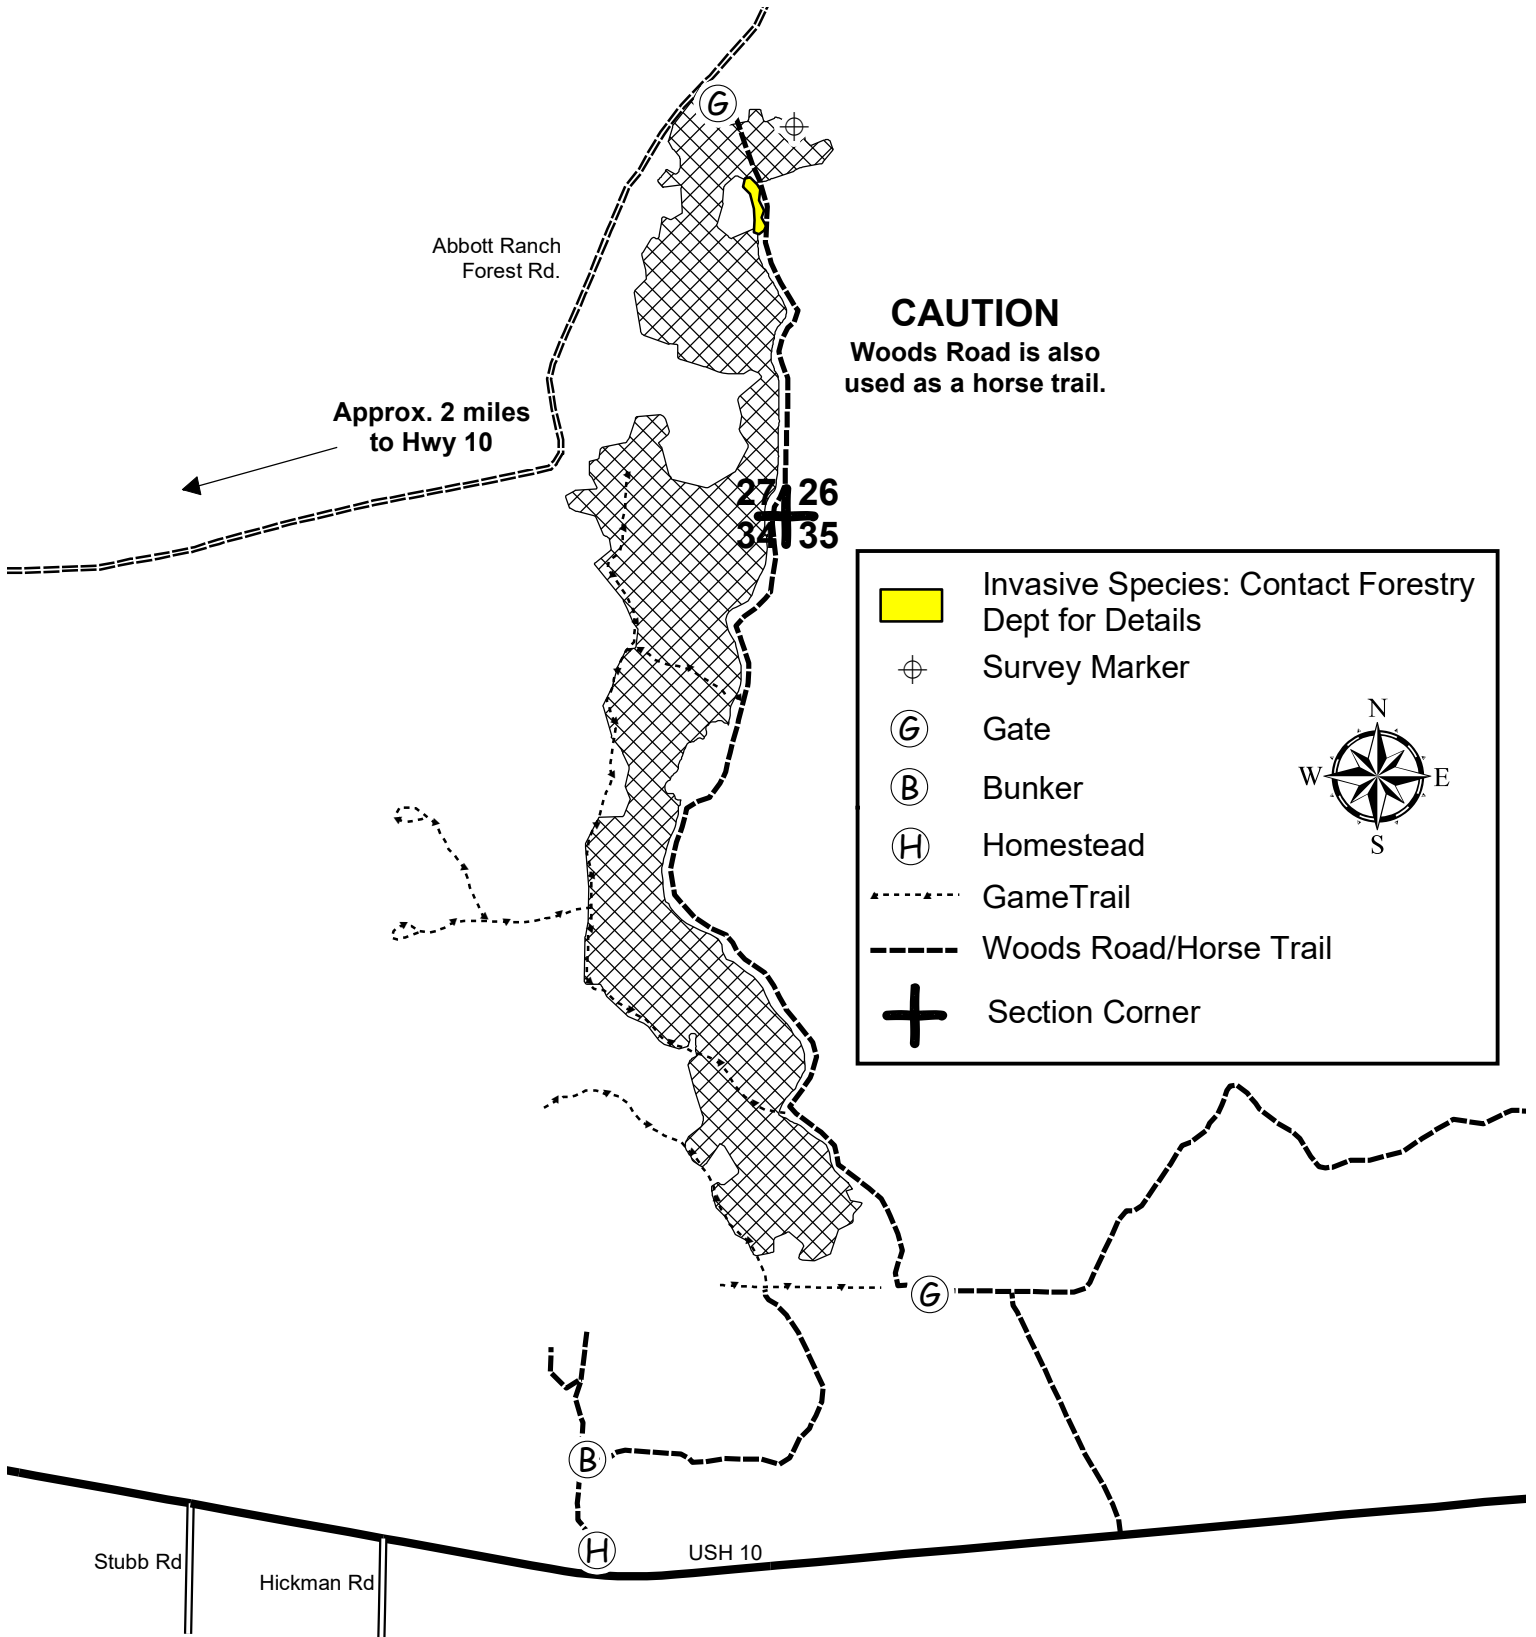 G
Abbott Ranch
Forest Rd.
CAUTION
Woods Road is also
used as a horse trail.
Approx. 2 miles
to Hwy 10
27 26
34 35
Invasive Species: Contact Forestry
Dept for Details
Survey Marker
G Gate
B Bunker
H Homestead
GameTrail
Woods Road/Horse Trail
Section Corner
N
W E
S
G
B
H
USH 10
Stubb Rd
Hickman Rd